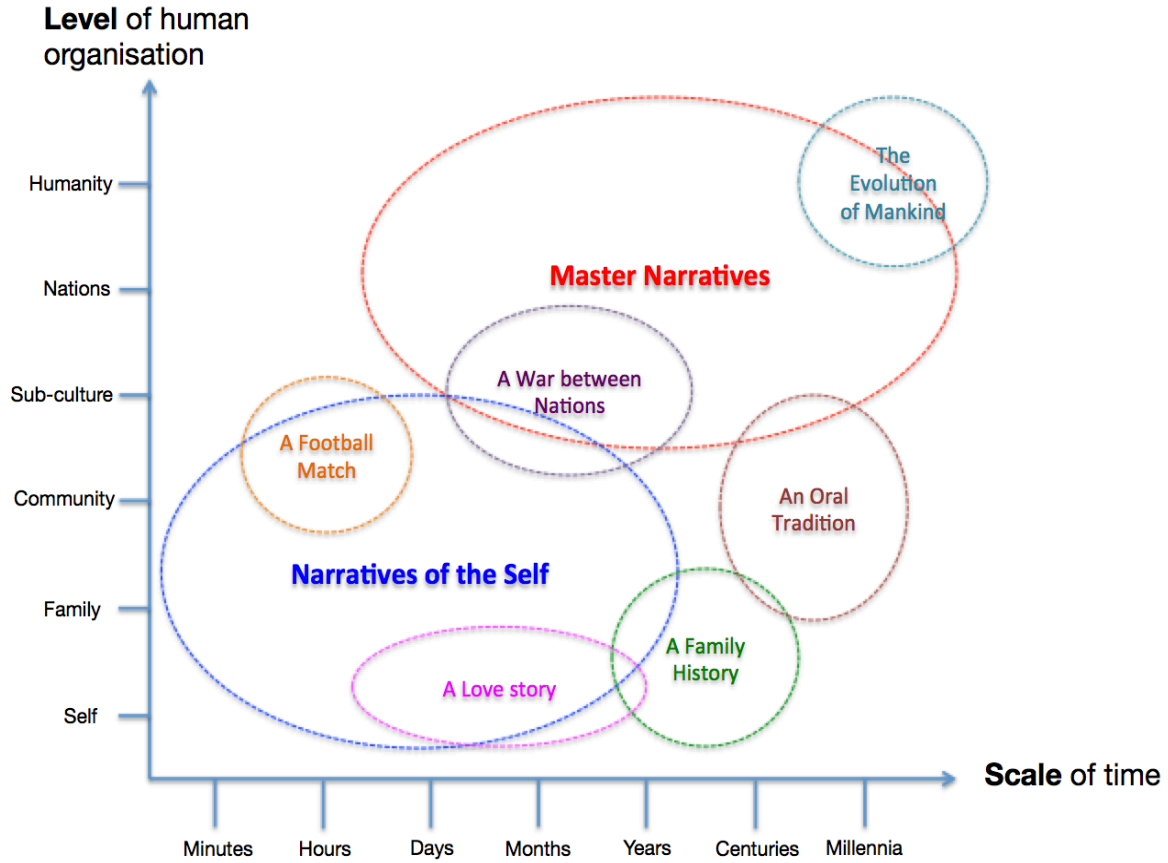 Level of human
organisation
Humanity
Nations
Sub-culture
Community
Family
Self
The
Evolution
of Mankind
Master Narratives
A War between
Nations
A Football
Match
An Oral
Tradition
Narratives of the Self
A Family
History
A Love story
Scale of time
Minutes
Hours
Days
Months
Years
Centuries
Millennia